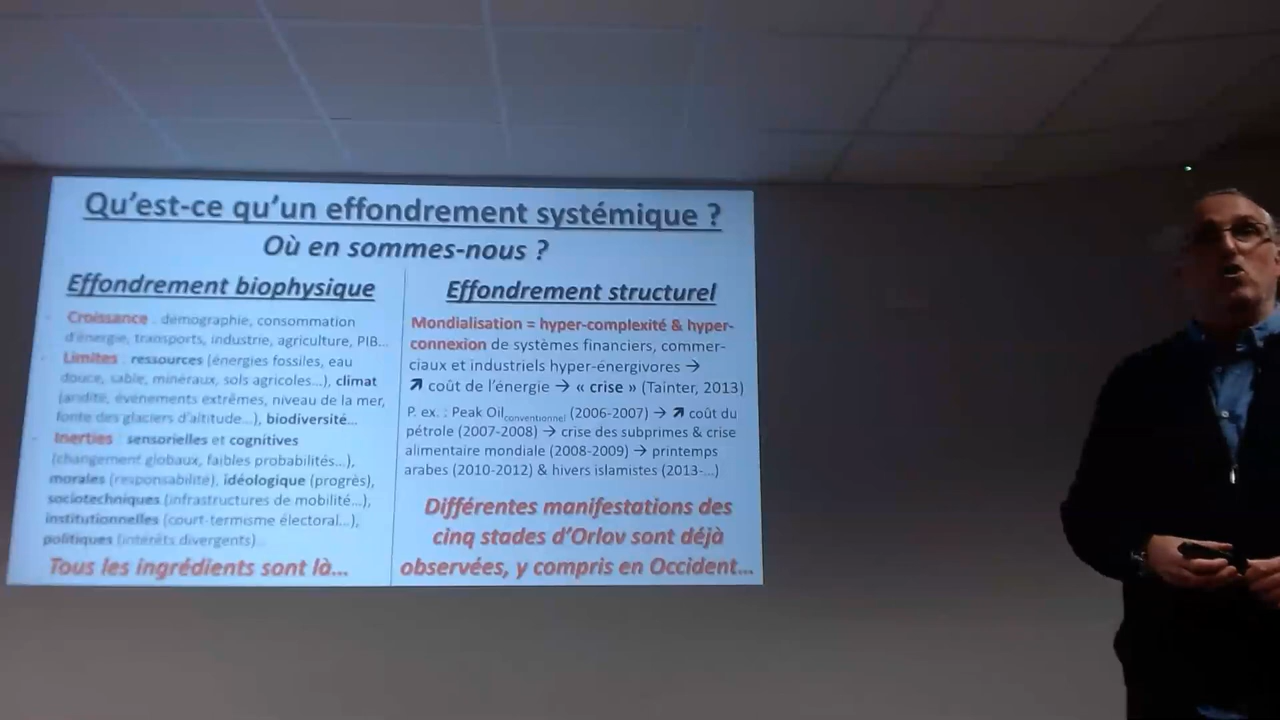 Qu'est-ce qu'un effondrement systémique ?
Où en sommes-nous ?
Effondrement biophysique
- Croissance : démographie, consommation
d'énergie, transports, industrie, agriculture, PIB...
- Limites : ressources (énergies fossiles, eau
douce, sable, minéraux, sols agricoles...), climat
(aridité, événements extrêmes, niveau de la mer,
fonte des glaciers d'altitude...), biodiversité...
- Inerties : sensorielles et cognitives
(changement globaux, faibles probabilités...),
morales (responsabilité), idéologique (progrès),
sociotechniques (infrastructures de mobilité...),
institutionnelles (court-termisme électoral...),
politiques (intérêts divergents)...
Tous les ingrédients sont là...
Effondrement structurel
Mondialisation = hyper-complexité & hyper-
connexion de systèmes financiers, commer-
ciaux et industriels hyper-énergivores →
↗ coût de l'énergie → « crise » (Tainter, 2013)
P. ex. : Peak Oil conventionnel (2006-2007) → ↗ coût du
pétrole (2007-2008) → crise des subprimes & crise
alimentaire mondiale (2008-2009) → printemps
arabes (2010-2012) & hivers islamistes (2013-...)
Différentes manifestations des
cinq stades d'Orlov sont déjà
observées, y compris en Occident...